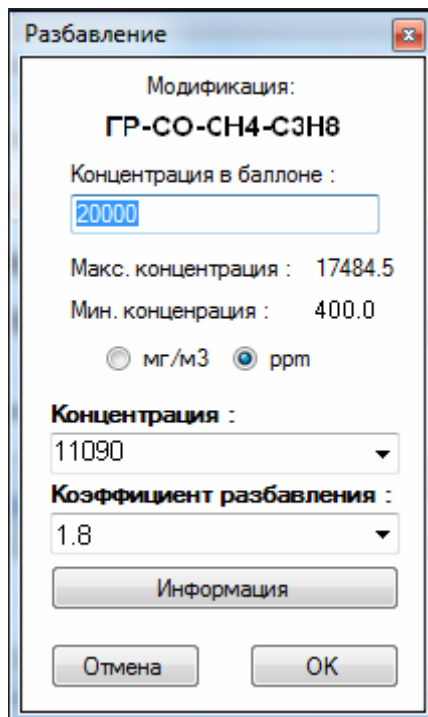 Разбавление
Модификация:
ГР-CO-CH4-C3H8
Концентрация в баллоне :
20000
Макс. концентрация : 17484.5
Мин. конценрация : 400.0
мг/м3 ppm
Концентрация :
11090
Коэффициент разбавления :
1.8
Информация
Отмена OK